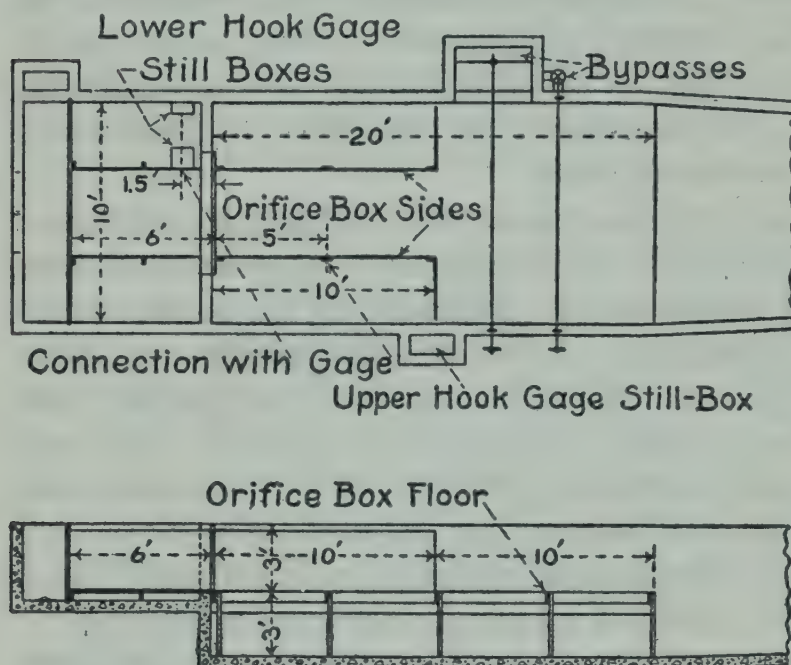 Lower Hook Gage
Still Boxes
Bypasses
20'
10'
1.5'
Orifice Box Sides
6'
5'
10'
Connection with Gage
Upper Hook Gage Still-Box
Orifice Box Floor
6'
3'
10'
10'
3'